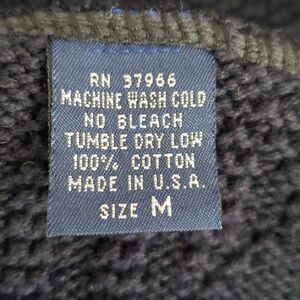 RN 37966
MACHINE WASH COLD
NO BLEACH
TUMBLE DRY LOW
100% COTTON
MADE IN U.S.A.
SIZE M